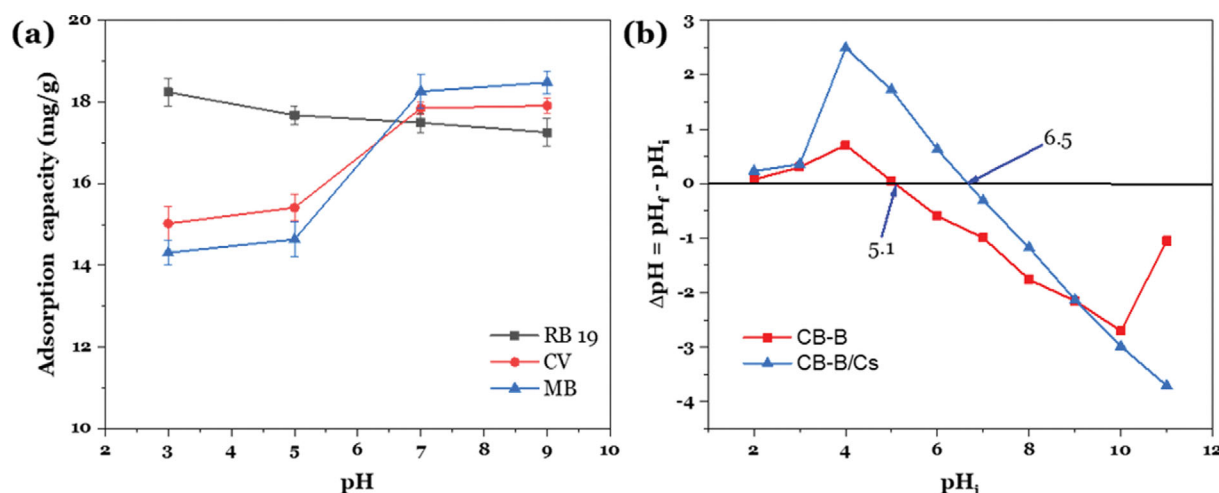 (a)
20
18
16
14
12
10
Adsorption capacity (mg/g)
RB 19
CV
MB
2 3 4 5 6 7 8 9 10
pH
(b)
3
2
1
0
-1
-2
-3
-4
ΔpH = pHf - pHi
6.5
5.1
CB-B
CB-B/Cs
2 4 6 8 10 12
pHi